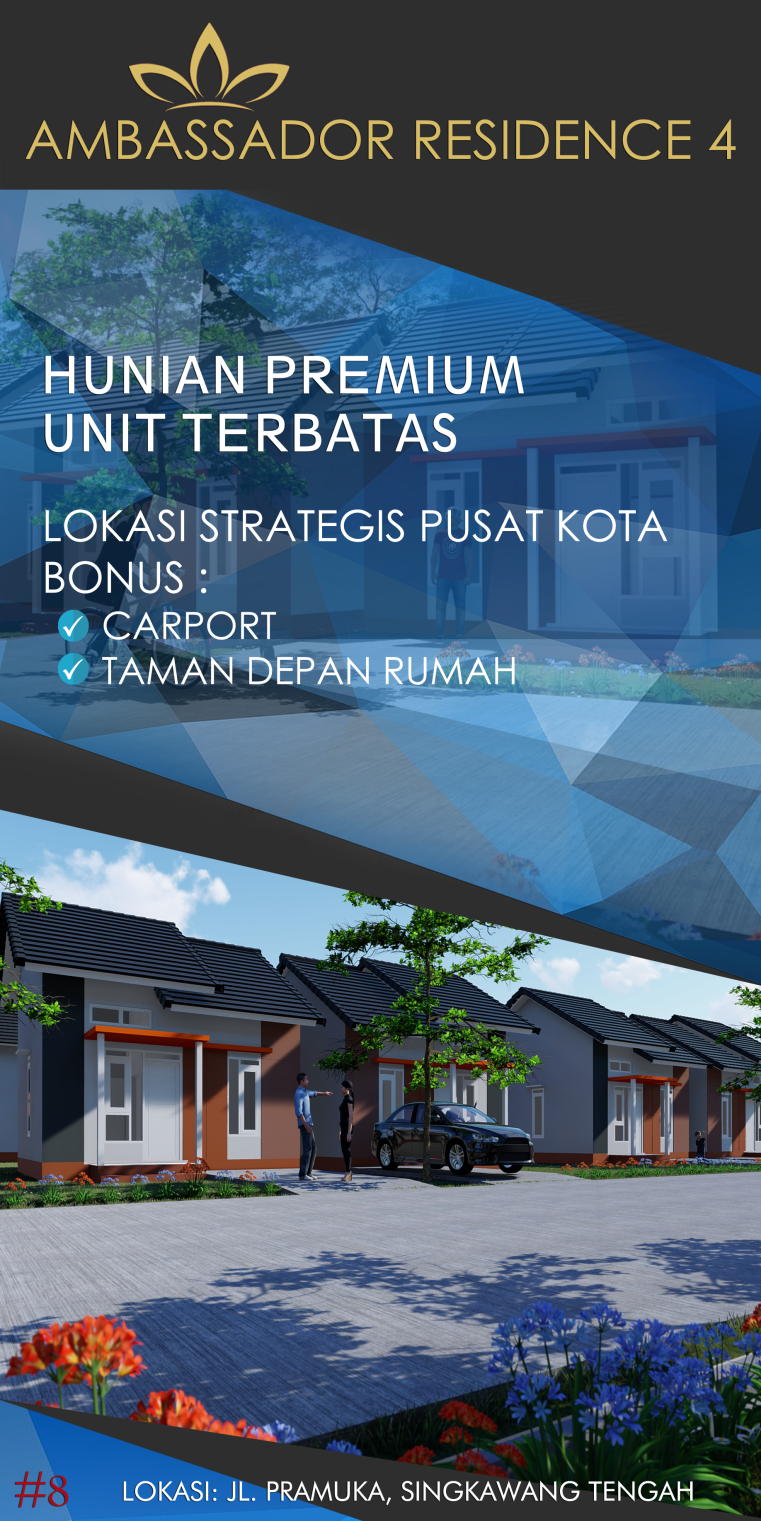 AMBASSADOR RESIDENCE 4
HUNIAN PREMIUM
UNIT TERBATAS
LOKASI STRATEGIS PUSAT KOTA
BONUS :
CARPORT
TAMAN DEPAN RUMAH
#8
LOKASI: JL. PRAMUKA, SINGKAWANG TENGAH